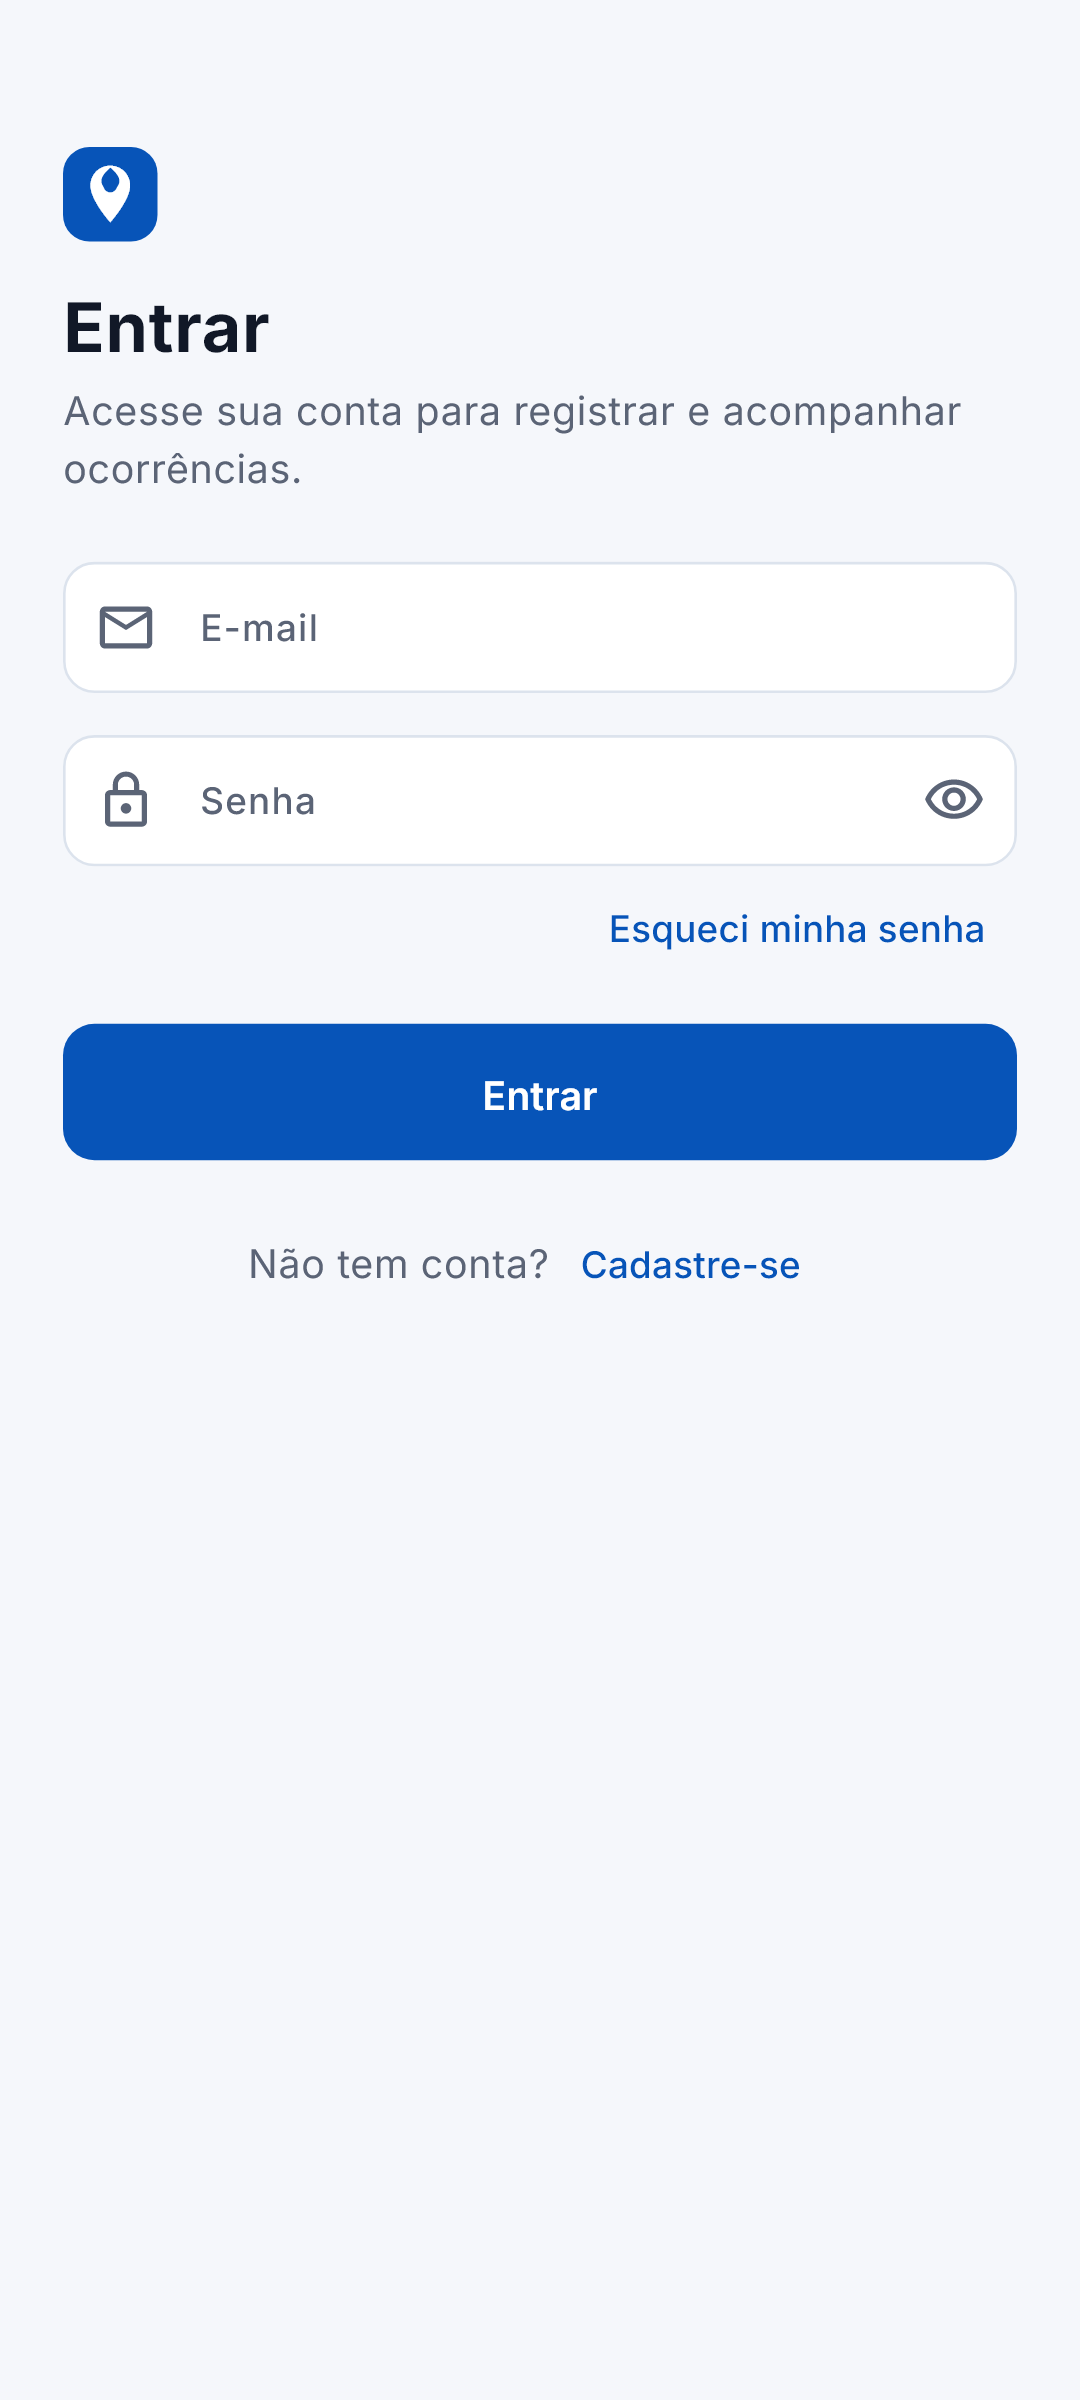 Entrar
Acesse sua conta para registrar e acompanhar
ocorrências.
E-mail
Senha
Esqueci minha senha
Entrar
Não tem conta? Cadastre-se